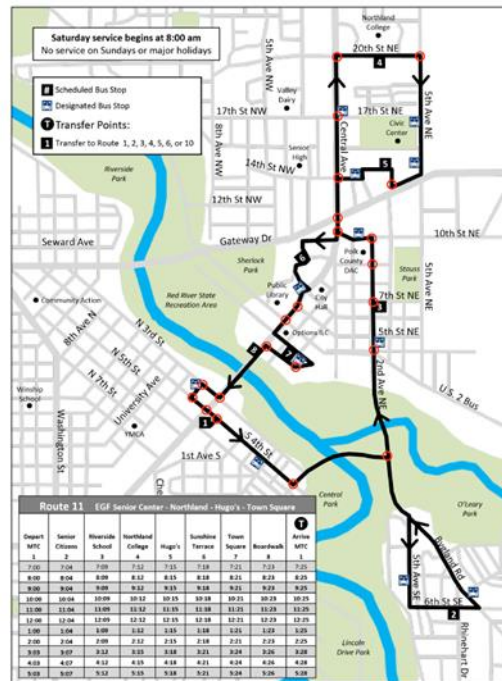 Saturday service begins at 8:00 am
No service on Sundays or major holidays
# Scheduled Bus Stop
Designated Bus Stop
T Transfer Points:
1 Transfer to Route 1, 2, 3, 4, 5, 6, or 10
Northland
College
20th St NE
4
5th Ave NW
Valley
Dairy
17th St NW
17th St NE
5th Ave NE
Civic
Center
Central Ave
8th Ave NW
Senior
High
14th St NW
5
Riverside
Park
12th St NW
10th St NE
Seward Ave
Gateway Dr
Sherlock
Park
6
Polk
County
DAC
Stauss
Park
5th Ave NE
Red River State
Recreation Area
Public
Library
City
Hall
7th St NE
3
Community Action
8th Ave N
N 3rd St
Options ILC
5th St NE
N 5th St
8
7
2nd Ave NE
U.S. 2 Bus
N 7th St
University Ave
Winship
School
Washington St
YMCA
1
S 4th St
1st Ave S
Central
Park
O'Leary
Park
5th Ave SE
Bygland Rd
6th St SE
2
Rhinehart Dr
Lincoln
Drive Park
Route 11 EGF Senior Center - Northland - Hugo's - Town Square
T
Depart Senior Riverside Northland Sunshine Town Arrive
MTC Citizens School College Hugo's Terrace Square Boardwalk MTC
1 2 3 4 5 6 7 8 1
7:00 7:04 7:09 7:12 7:15 7:18 7:21 7:23 7:25
8:00 8:04 8:09 8:12 8:15 8:18 8:21 8:23 8:25
9:00 9:04 9:09 9:12 9:15 9:18 9:21 9:23 9:25
10:00 10:04 10:09 10:12 10:15 10:18 10:21 10:23 10:25
11:00 11:04 11:09 11:12 11:15 11:18 11:21 11:23 11:25
12:00 12:04 12:09 12:12 12:15 12:18 12:21 12:23 12:25
1:00 1:04 1:09 1:12 1:15 1:18 1:21 1:23 1:25
2:00 2:04 2:09 2:12 2:15 2:18 2:21 2:23 2:25
3:03 3:07 3:12 3:15 3:18 3:21 3:24 3:26 3:28
4:03 4:07 4:12 4:15 4:18 4:21 4:24 4:26 4:28
5:03 5:07 5:12 5:15 5:18 5:21 5:24 5:26 5:28